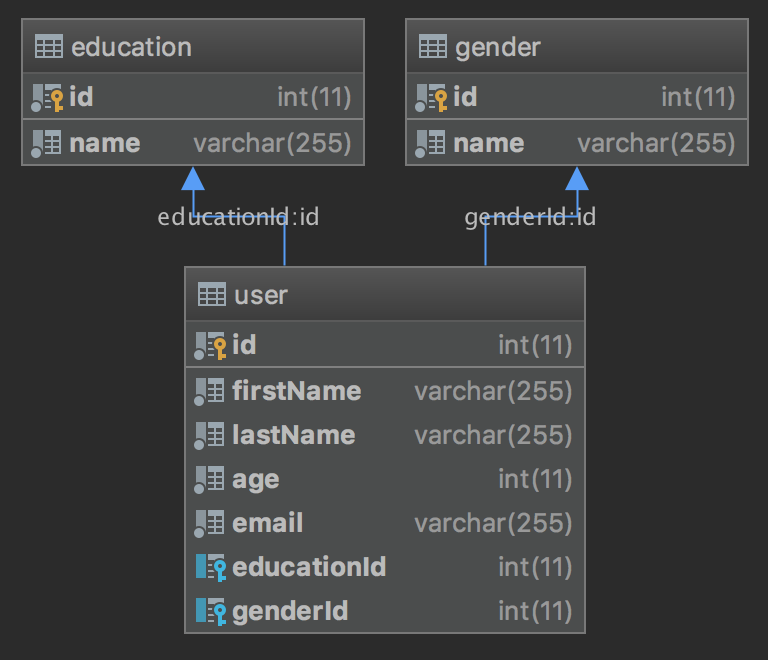 education
id int(11)
name varchar(255)
gender
id int(11)
name varchar(255)
educationId:id
genderId:id
user
id int(11)
firstName varchar(255)
lastName varchar(255)
age int(11)
email varchar(255)
educationId int(11)
genderId int(11)